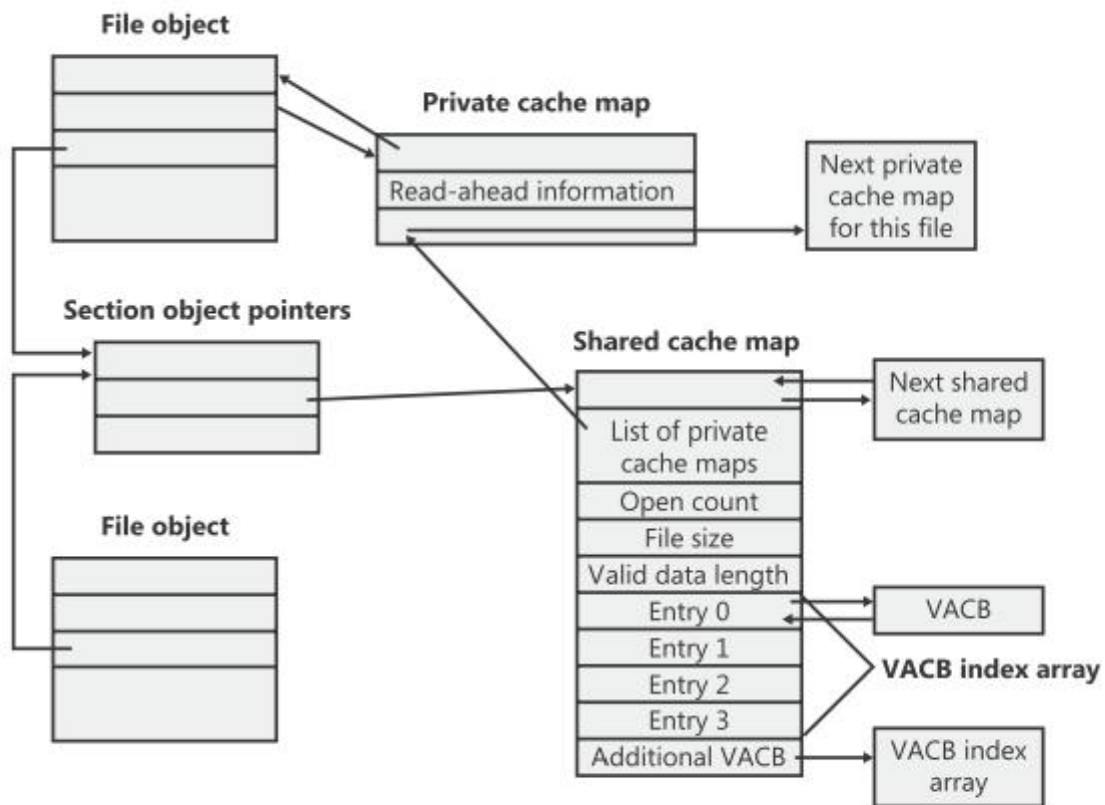 File object
Private cache map
Read-ahead information
Next private
cache map
for this file
Section object pointers
Shared cache map
List of private
cache maps
Open count
File size
Valid data length
Entry 0
Entry 1
Entry 2
Entry 3
Additional VACB
Next shared
cache map
VACB
VACB index array
VACB index
array
File object